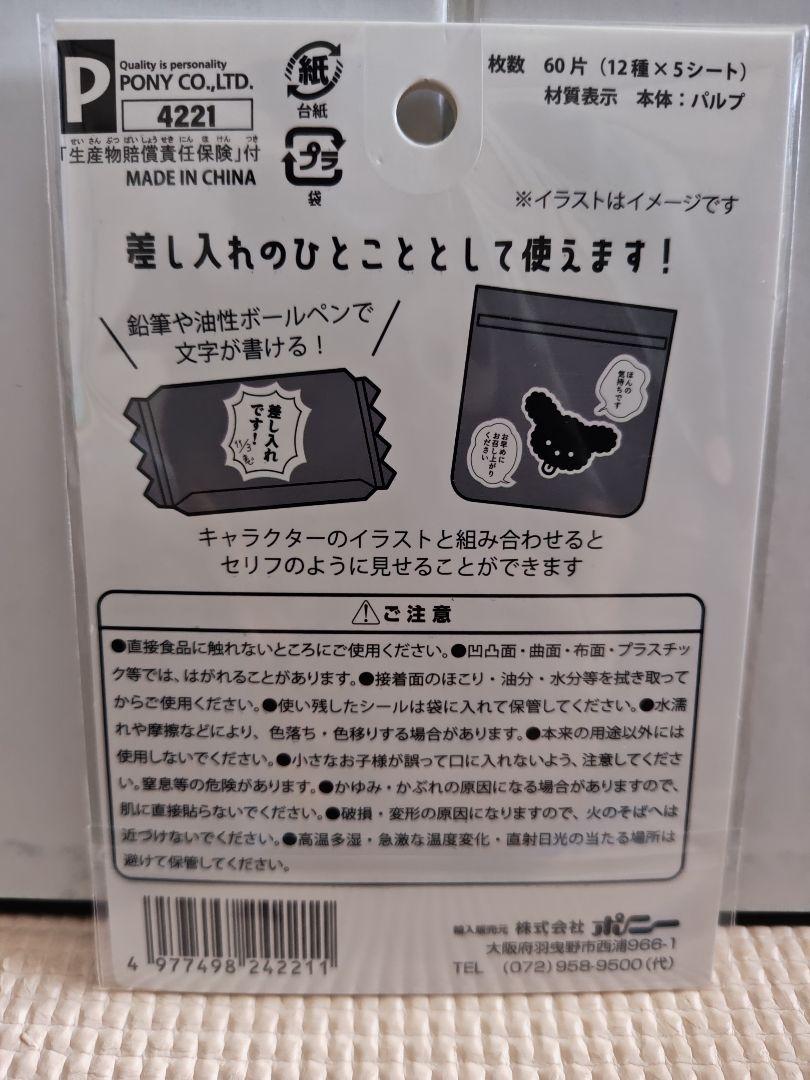 P
Quality is personality
PONY CO.,LTD.
4221
せいさんぶつばいしょうせきにんほけん つき
「生産物賠償責任保険」付
MADE IN CHINA
紙
台紙
プラ
袋
枚数 60片（12種×5シート）
材質表示 本体：パルプ
※イラストはイメージです
差し入れのひとこととして使えます！
鉛筆や油性ボールペンで
文字が書ける！
差し入れ
です！
11/3
ほんの
気持ちです
お早めに
お召し上がり
ください
キャラクターのイラストと組み合わせると
セリフのように見せることができます
ご注意
●直接食品に触れないところにご使用ください。●凹凸面・曲面・布面・プラスチッ
ク等では、はがれることがあります。●接着面のほこり・油分・水分等を拭き取って
からご使用ください。●使い残したシールは袋に入れて保管してください。●水濡
れや摩擦などにより、色落ち・色移りする場合があります。●本来の用途以外には
使用しないでください。●小さなお子様が誤って口に入れないよう、注意してくださ
い。窒息等の危険があります。●かゆみ・かぶれの原因になる場合がありますので、
肌に直接貼らないでください。●破損・変形の原因になりますので、火のそばへは
近づけないでください。●高温多湿・急激な温度変化・直射日光の当たる場所は
避けて保管してください。
4 977498 242211
輸入販売元 株式会社 ポニー
大阪府羽曳野市西浦966-1
TEL (072)958-9500(代)